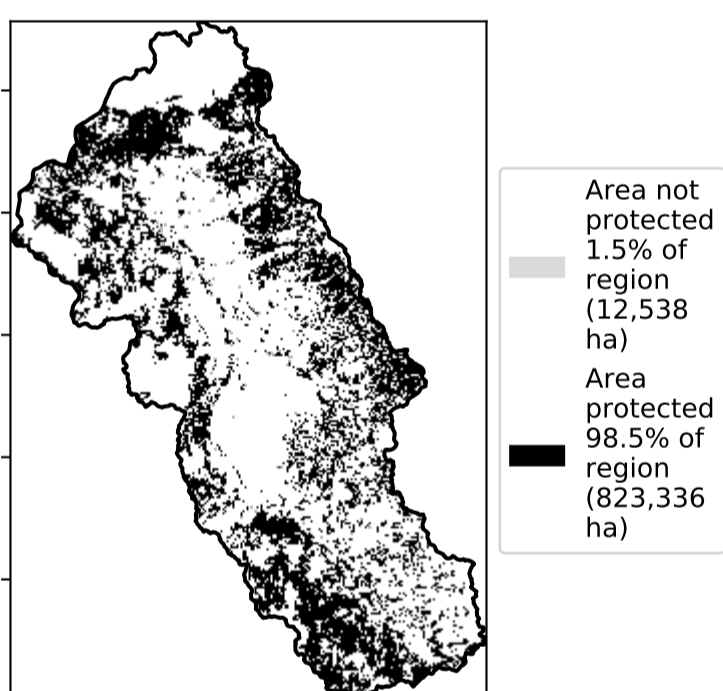 Area not
protected
1.5% of
region
(12,538
ha)
Area
protected
98.5% of
region
(823,336
ha)